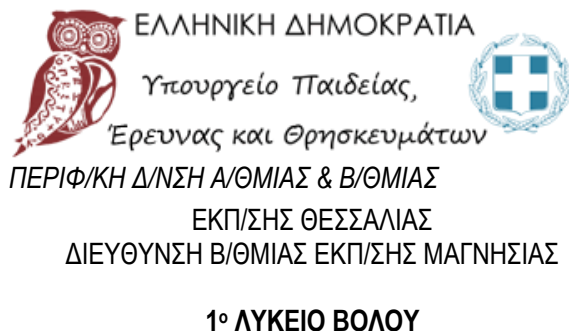 ΕΛΛΗΝΙΚΗ ΔΗΜΟΚΡΑΤΙΑ
Υπουργείο Παιδείας,
Έρευνας και Θρησκευμάτων
ΠΕΡΙΦ/ΚΗ Δ/ΝΣΗ Α/ΘΜΙΑΣ & Β/ΘΜΙΑΣ
ΕΚΠ/ΣΗΣ ΘΕΣΣΑΛΙΑΣ
ΔΙΕΥΘΥΝΣΗ Β/ΘΜΙΑΣ ΕΚΠ/ΣΗΣ ΜΑΓΝΗΣΙΑΣ
1ο ΛΥΚΕΙΟ ΒΟΛΟΥ